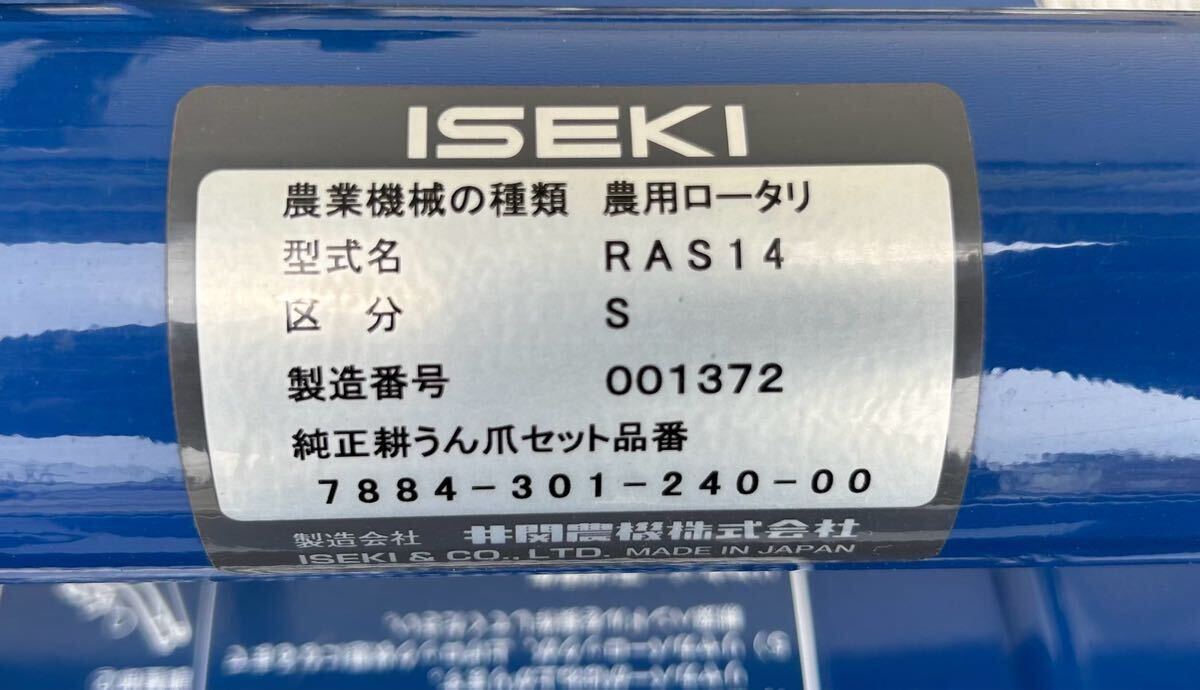 ISEKI
農業機械の種類 農用ロータリ
型式名 RAS14
区 分 S
製造番号 001372
純正耕うん爪セット品番
7884-301-240-00
製造会社 井関農機株式会社
ISEKI & CO.,LTD. MADE IN JAPAN